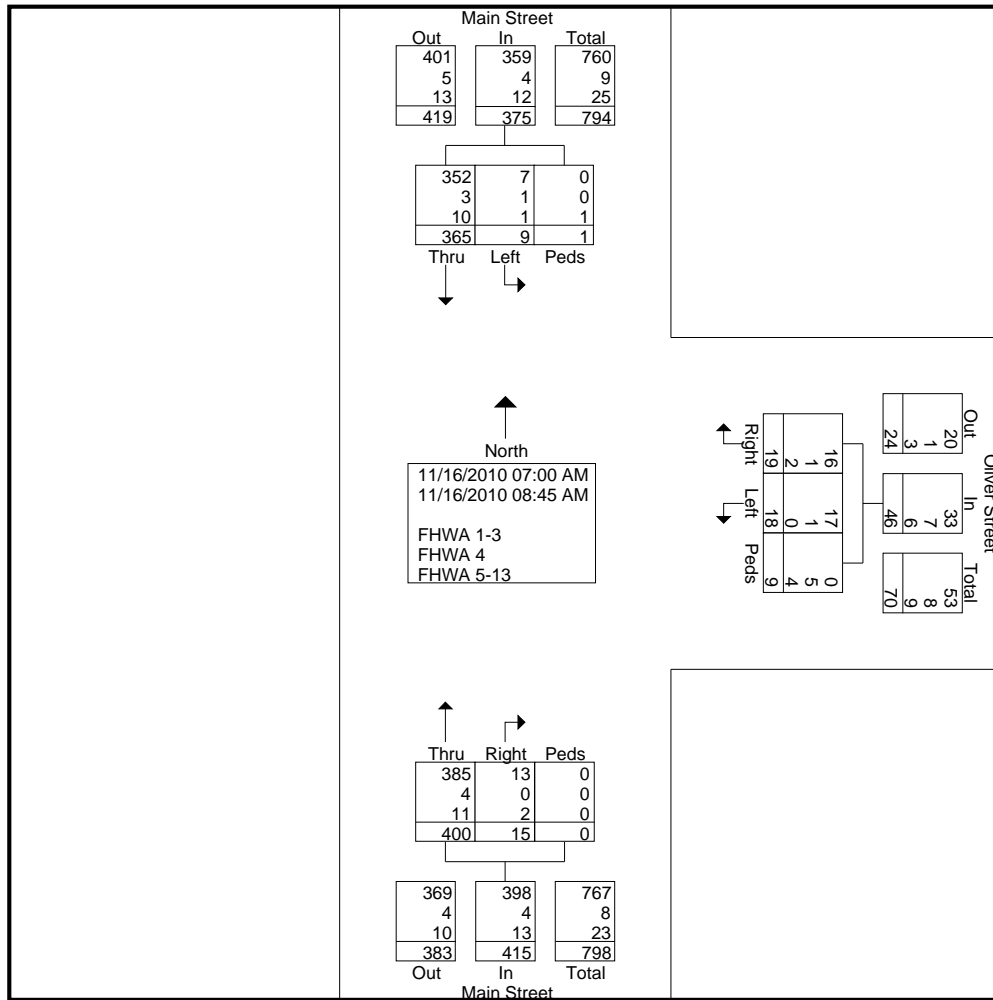 Main Street
Out In Total
401 359 760
5 4 9
13 12 25
419 375 794
352 7 0
3 1 0
10 1 1
365 9 1
Thru Left Peds
North
11/16/2010 07:00 AM
11/16/2010 08:45 AM
FHWA 1-3
FHWA 4
FHWA 5-13
Oliver Street
Out In Total
20 33 53
1 7 8
3 6 9
24 46 70
16 17 0
1 1 5
2 0 4
19 18 9
Right Left Peds
Thru Right Peds
385 13 0
4 0 0
11 2 0
400 15 0
369 398 767
4 4 8
10 13 23
383 415 798
Out In Total
Main Street